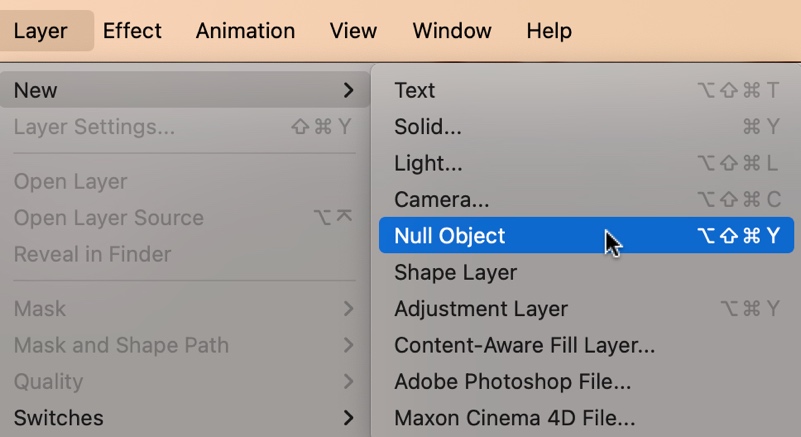 Layer Effect Animation View Window Help
New
Layer Settings... ⇧⌘Y
Open Layer
Open Layer Source ⌥⌤
Reveal in Finder
Mask
Mask and Shape Path
Quality
Switches
Text ⌥⇧⌘T
Solid... ⌘Y
Light... ⌥⇧⌘L
Camera... ⌥⇧⌘C
Null Object ⌥⇧⌘Y
Shape Layer
Adjustment Layer ⌥⌘Y
Content-Aware Fill Layer...
Adobe Photoshop File...
Maxon Cinema 4D File...